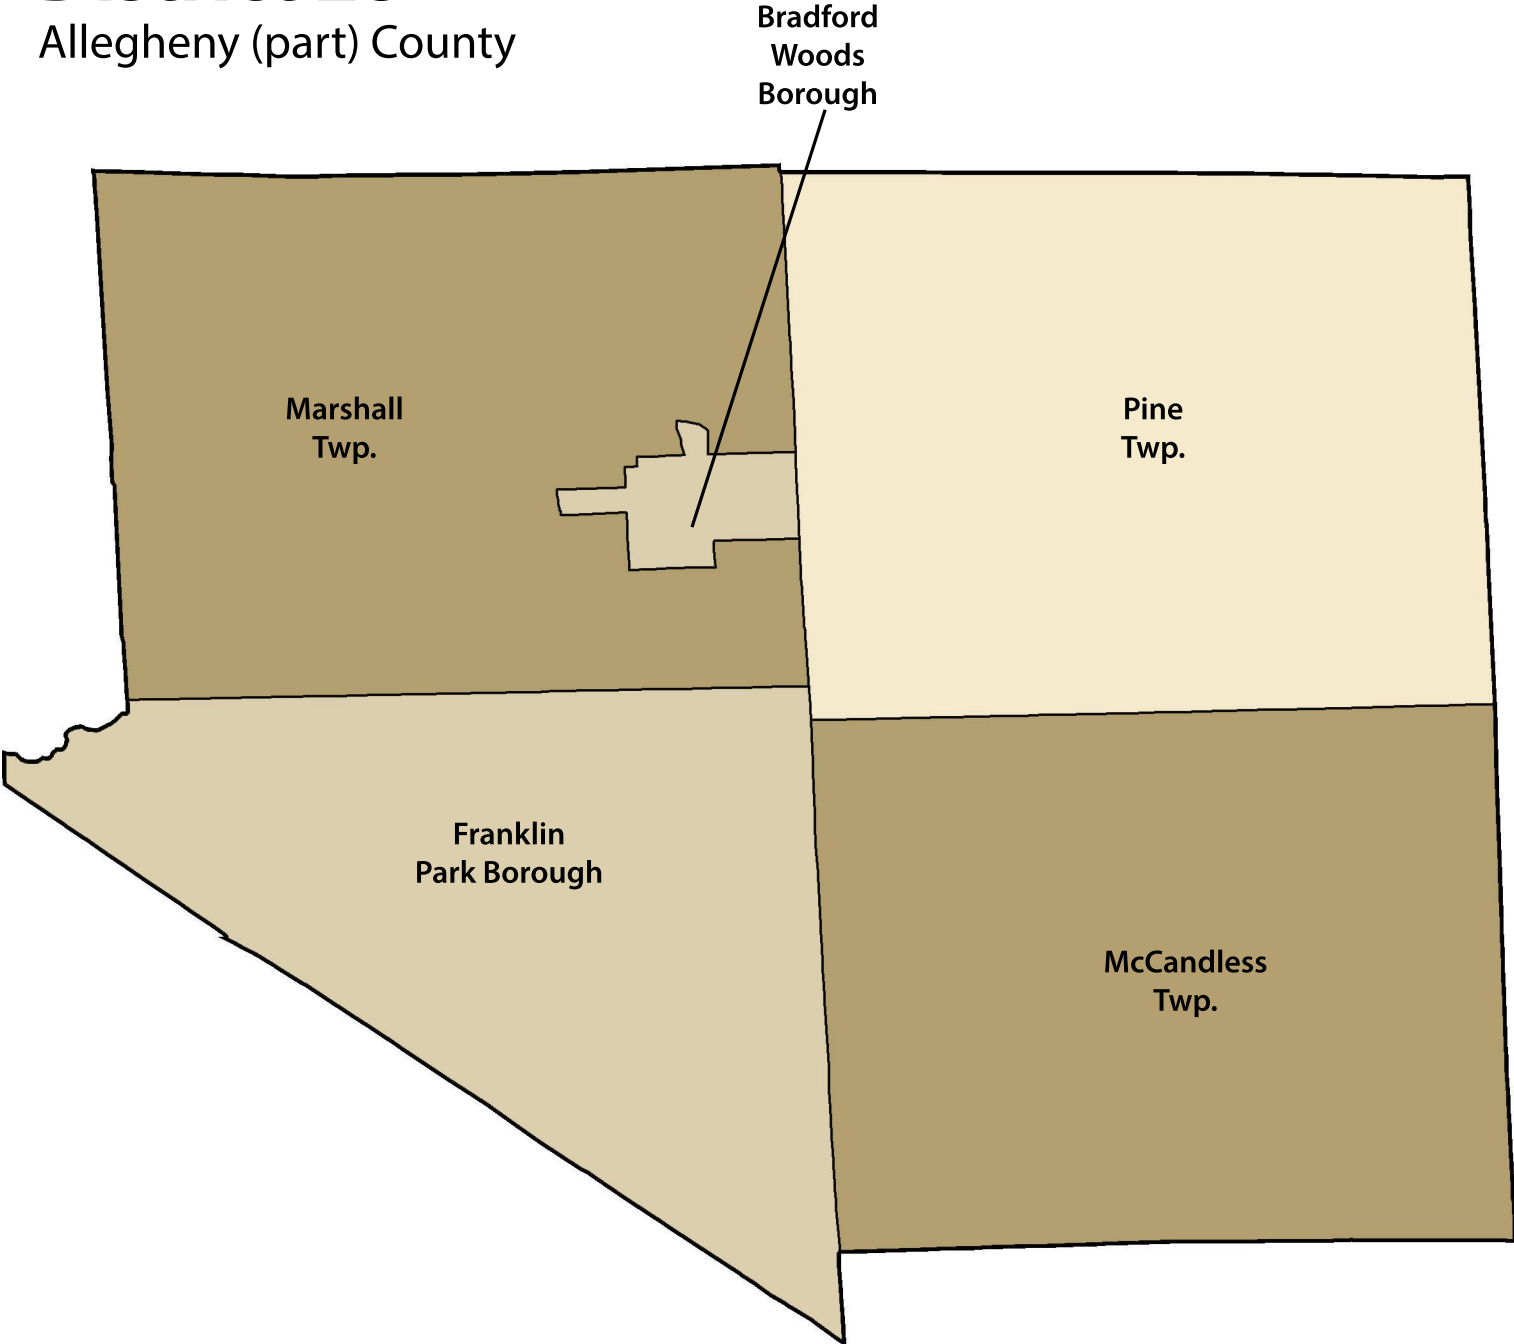 Allegheny (part) County
Bradford
Woods
Borough
Marshall
Twp.
Pine
Twp.
Franklin
Park Borough
McCandless
Twp.